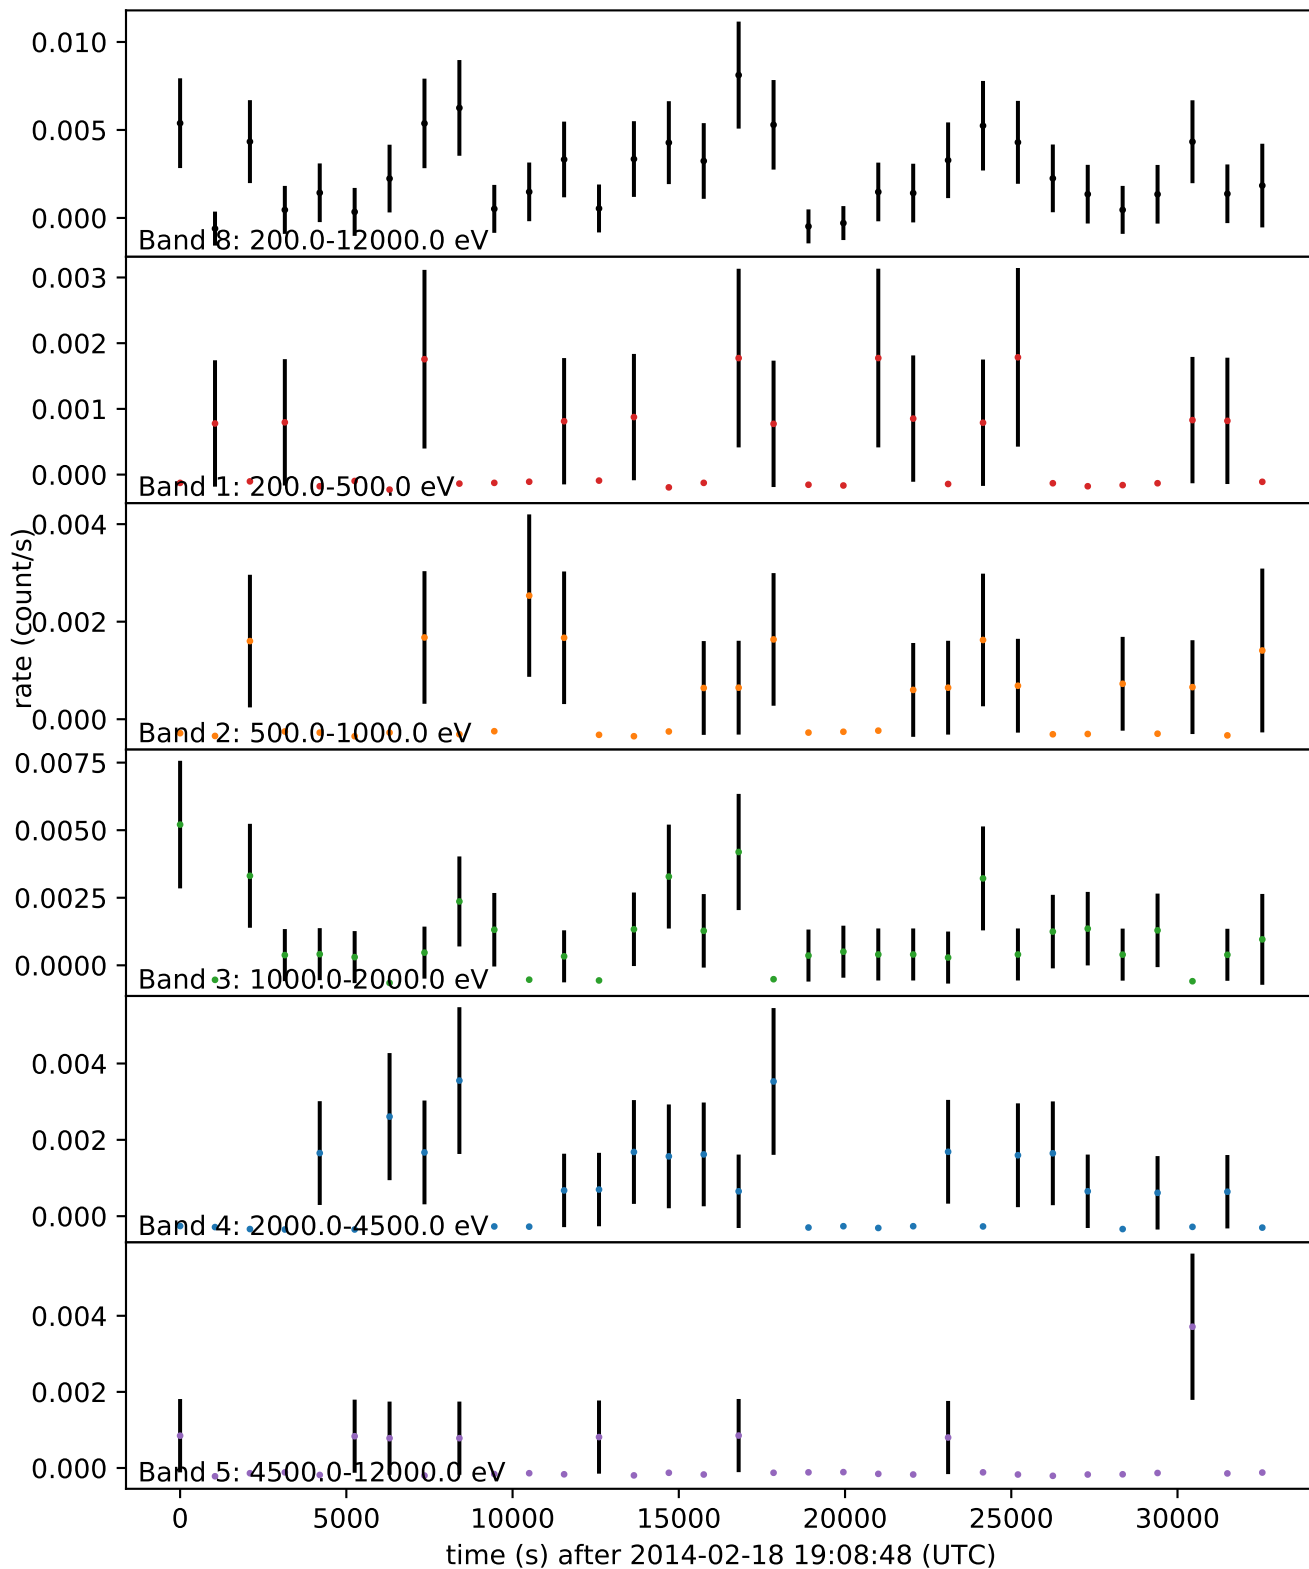 0.010
0.005
0.000
Band 8: 200.0-12000.0 eV
0.003
0.002
0.001
0.000
Band 1: 200.0-500.0 eV
rate (count/s)
0.004
0.002
0.000
Band 2: 500.0-1000.0 eV
0.0075
0.0050
0.0025
0.0000
Band 3: 1000.0-2000.0 eV
0.004
0.002
0.000
Band 4: 2000.0-4500.0 eV
0.004
0.002
0.000
Band 5: 4500.0-12000.0 eV
0 5000 10000 15000 20000 25000 30000
time (s) after 2014-02-18 19:08:48 (UTC)